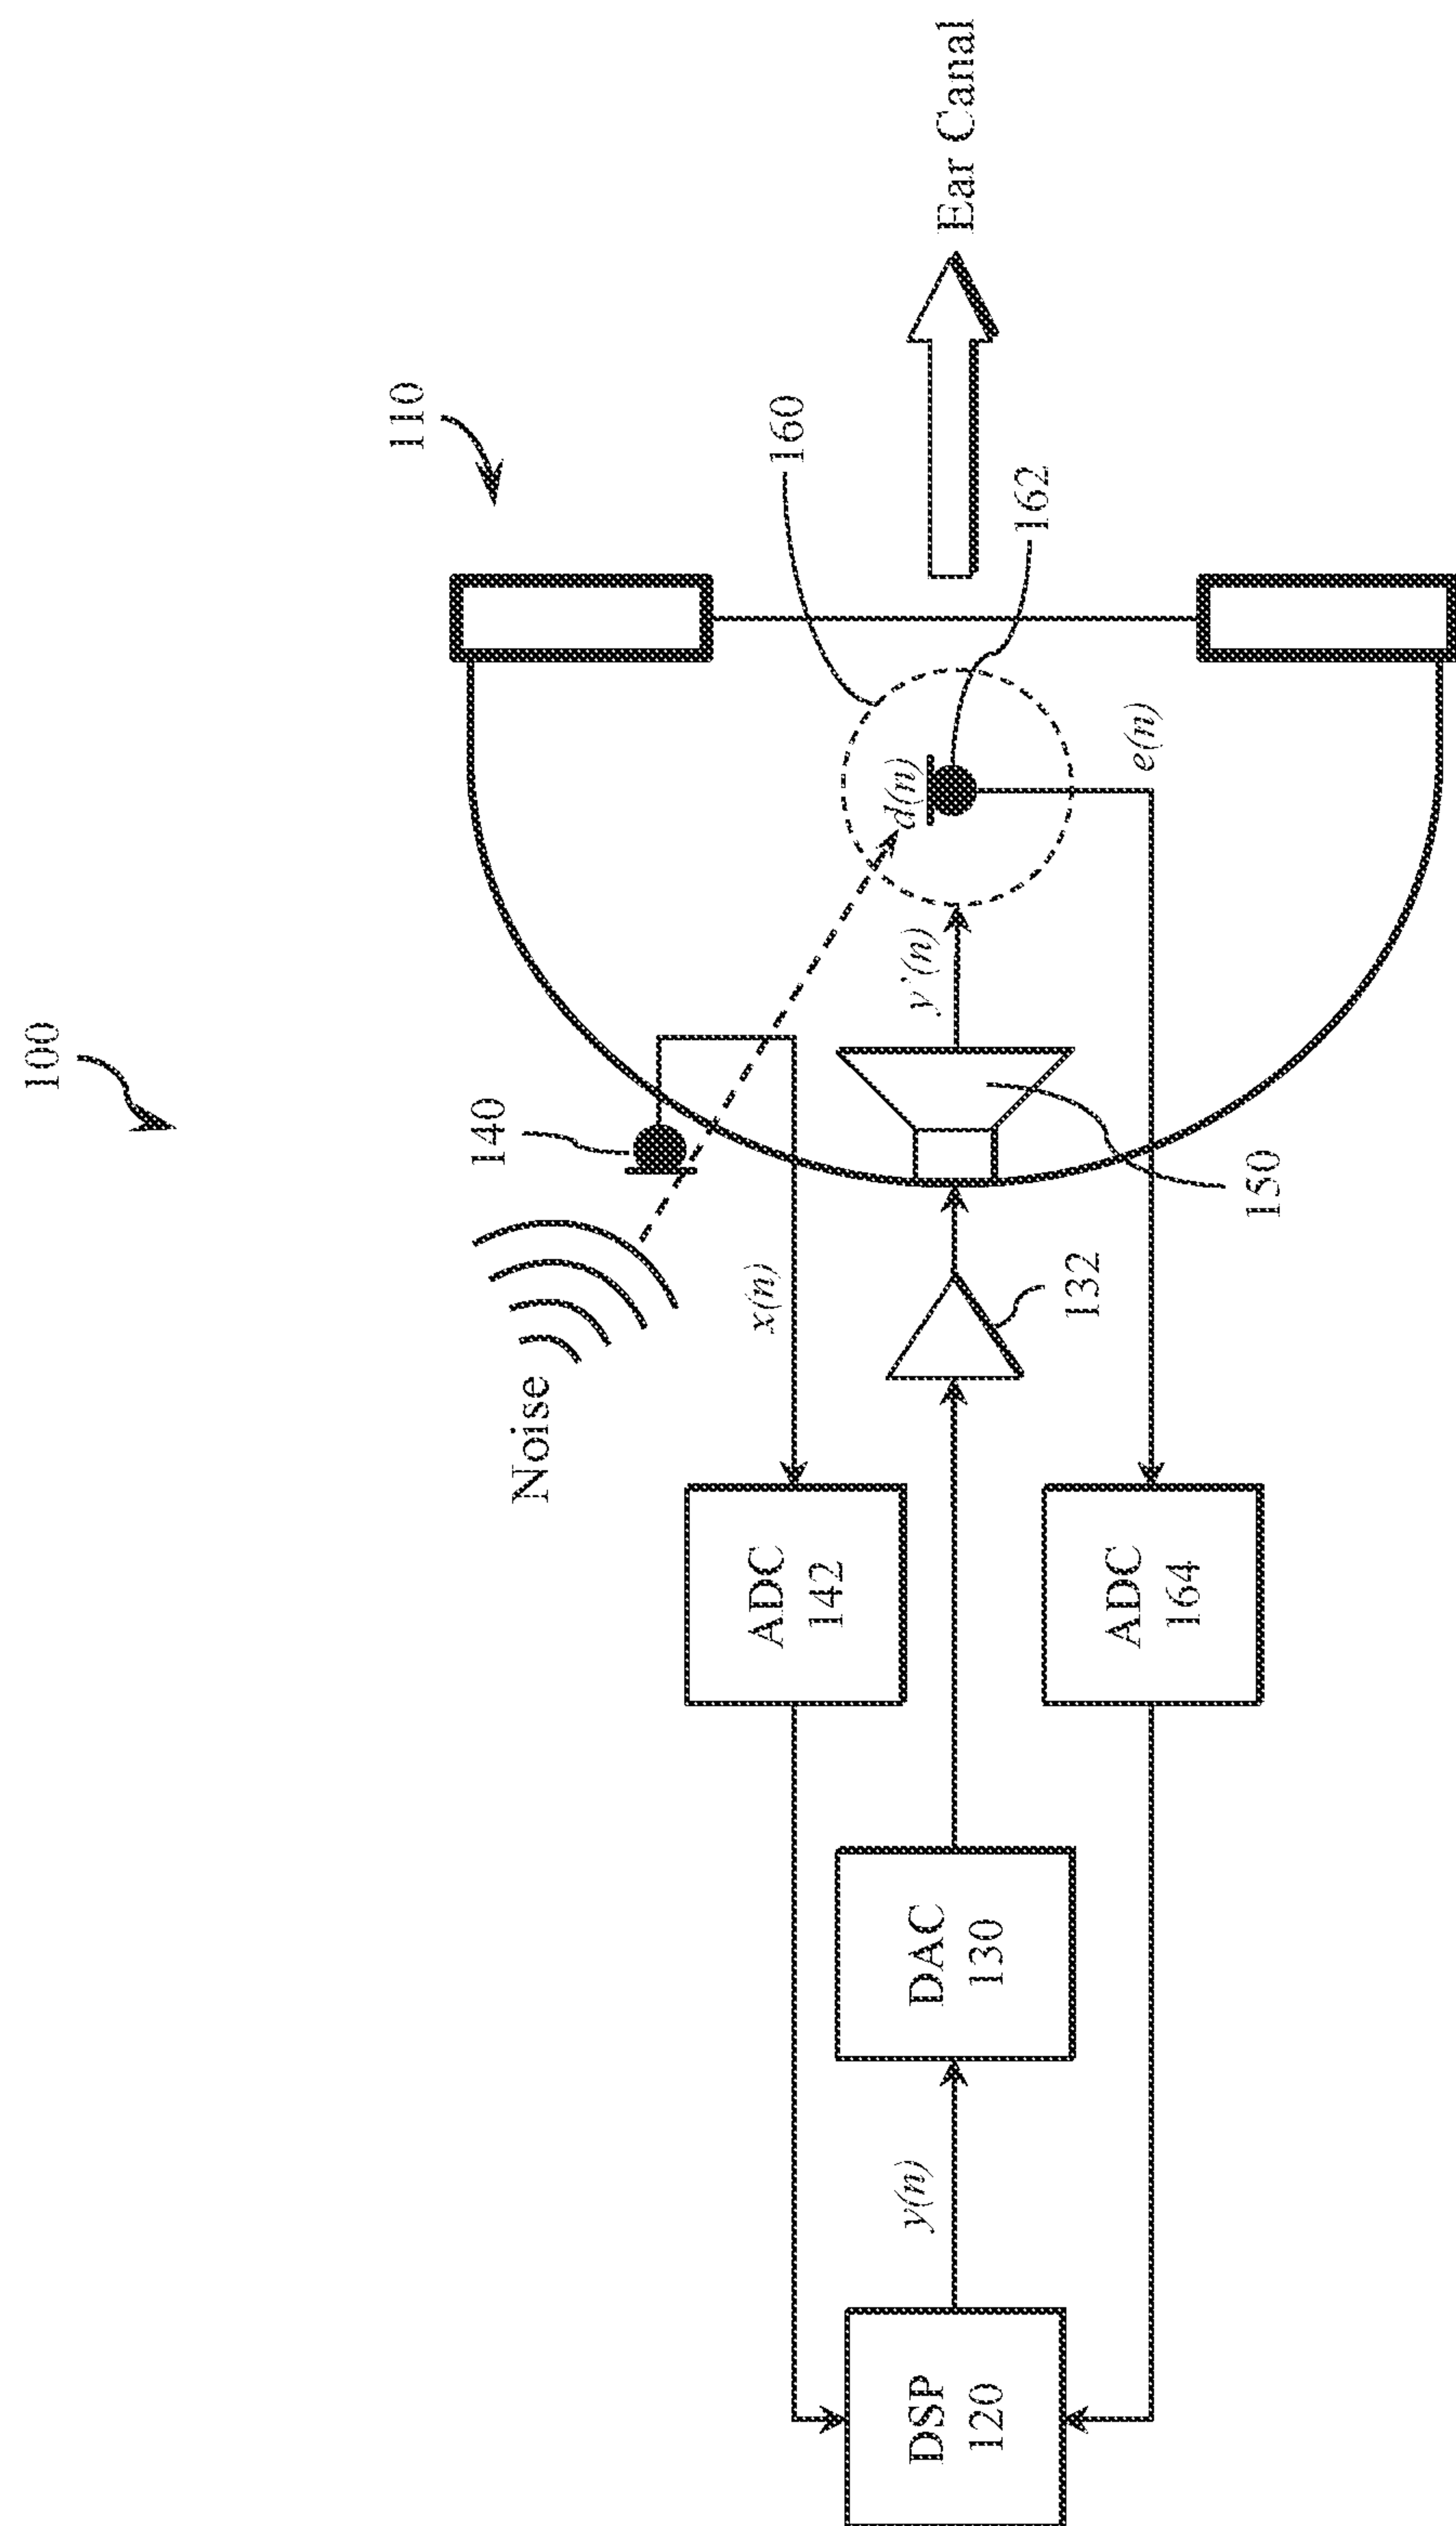 100
110
Noise
140
x(n)
160
d(n)
y'(n)
162
e(n)
Ear Canal
150
132
ADC
142
ADC
164
DAC
130
y(n)
DSP
120